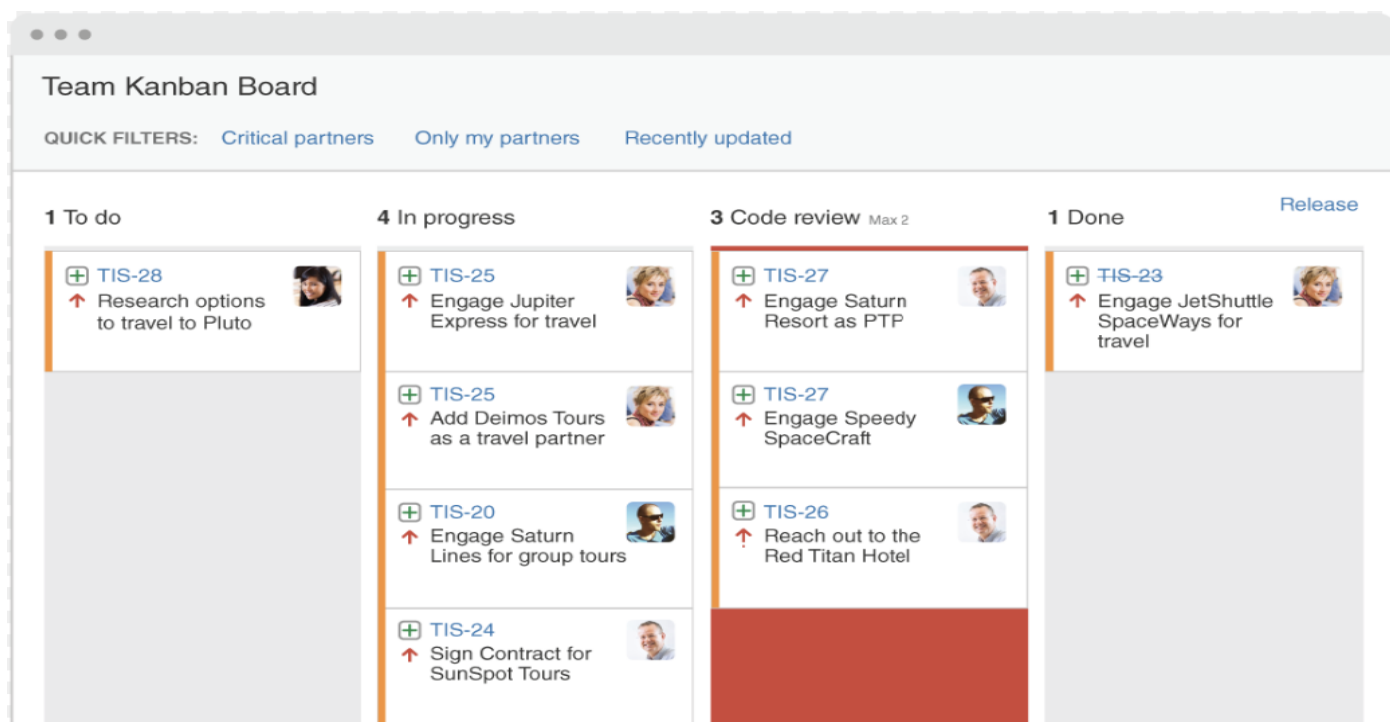 Team Kanban Board
QUICK FILTERS: Critical partners Only my partners Recently updated
Release
1 To do
TIS-28
Research options
to travel to Pluto
4 In progress
TIS-25
Engage Jupiter
Express for travel
TIS-25
Add Deimos Tours
as a travel partner
TIS-20
Engage Saturn
Lines for group tours
TIS-24
Sign Contract for
SunSpot Tours
3 Code review Max 2
TIS-27
Engage Saturn
Resort as PTP
TIS-27
Engage Speedy
SpaceCraft
TIS-26
Reach out to the
Red Titan Hotel
1 Done
TIS-23
Engage JetShuttle
SpaceWays for
travel